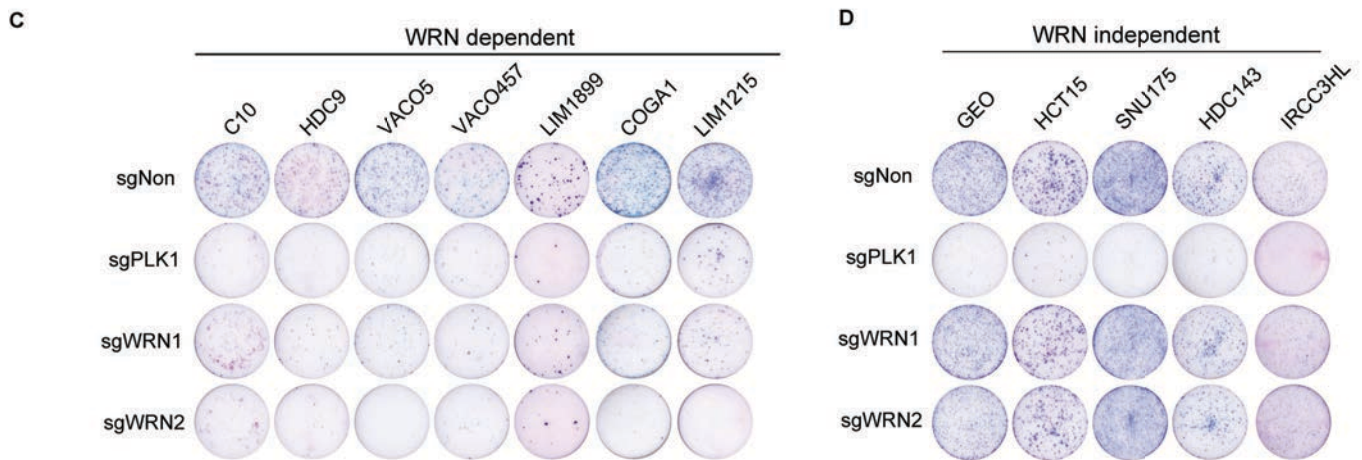 C
WRN dependent
C10 HDC9 VACO5 VACO457 LIM1899 COGA1 LIM1215
sgNon
sgPLK1
sgWRN1
sgWRN2
D
WRN independent
GEO HCT15 SNU175 HDC143 IRCC3HL
sgNon
sgPLK1
sgWRN1
sgWRN2